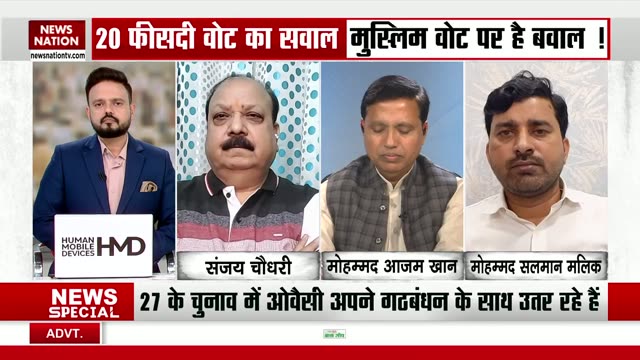 NEWS
NATION
newsnationtv.com
20 फीसदी वोट का सवाल
मुस्लिम वोट पर है बवाल !
HUMAN
MOBILE
DEVICES
HMD
संजय चौधरी
मोहम्मद आजम खान
मोहम्मद सलमान मलिक
NEWS
SPECIAL
27 के चुनाव में ओवैसी अपने गठबंधन के साथ उतर रहे हैं
ADVT.